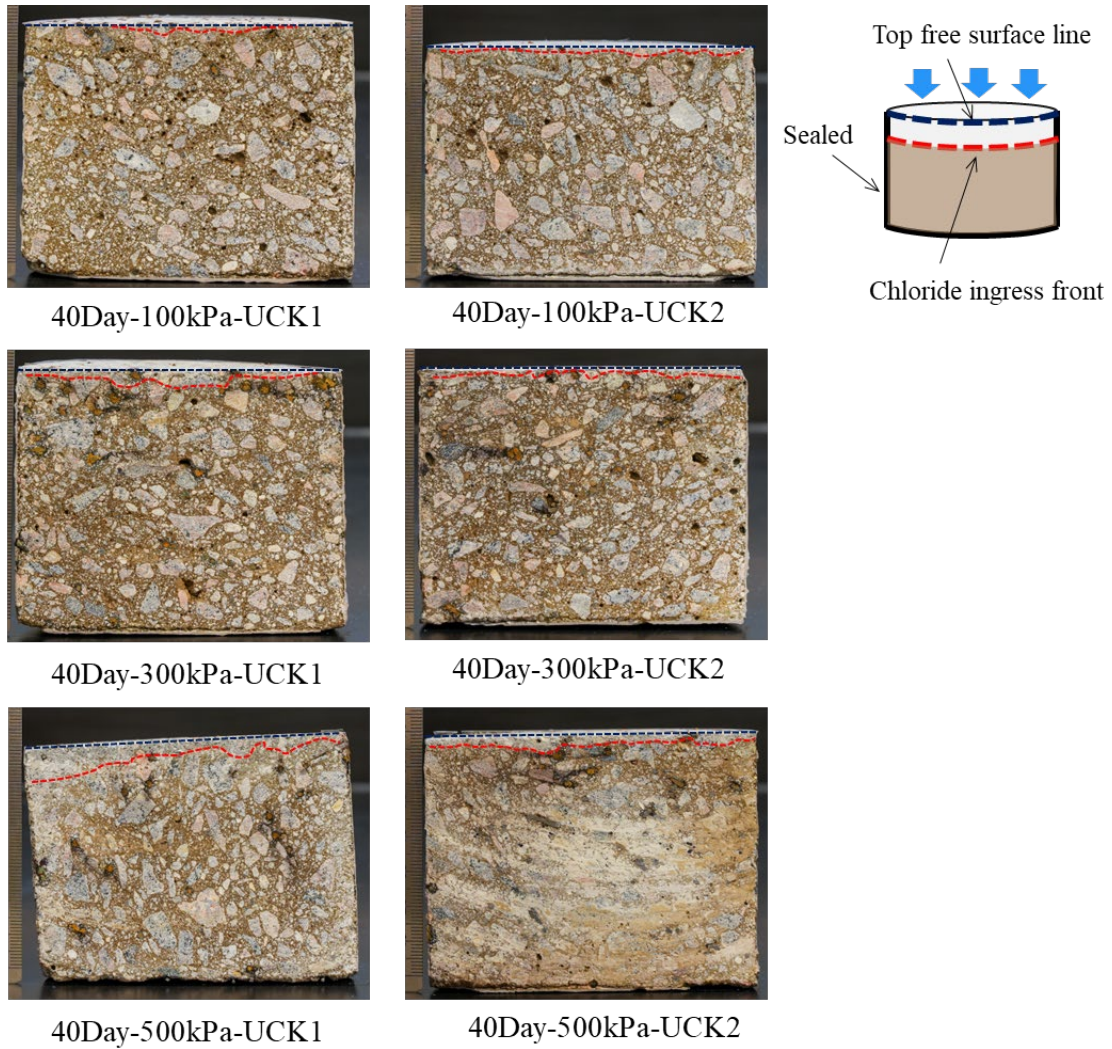 Top free surface line
Sealed
Chloride ingress front
40Day-100kPa-UCK1
40Day-100kPa-UCK2
40Day-300kPa-UCK1
40Day-300kPa-UCK2
40Day-500kPa-UCK1
40Day-500kPa-UCK2